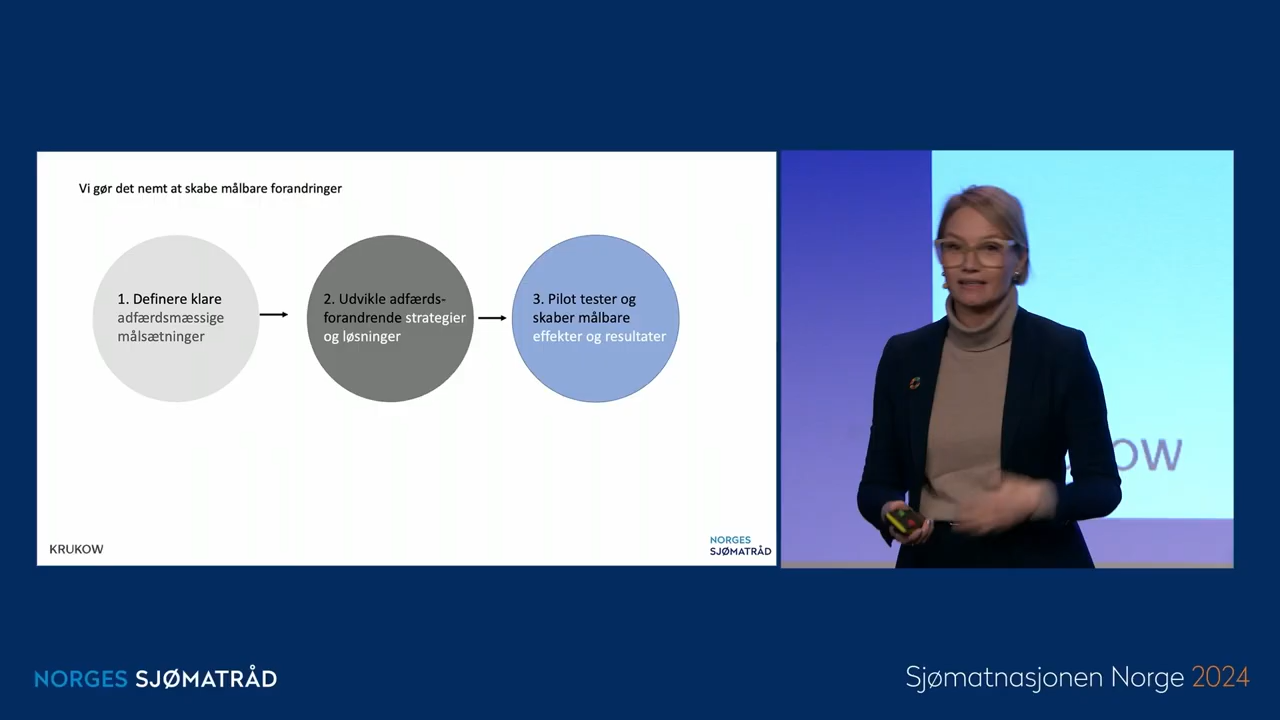 Vi gør det nemt at skabe målbare forandringer
1. Definere klare
adfærdsmæssige
målsætninger
2. Udvikle adfærds-
forandrende strategier
og løsninger
3. Pilot tester og
skaber målbare
effekter og resultater
KRUKOW
NORGES
SJØMATRÅD
OW
NORGES SJØMATRÅD
Sjømatnasjonen Norge 2024